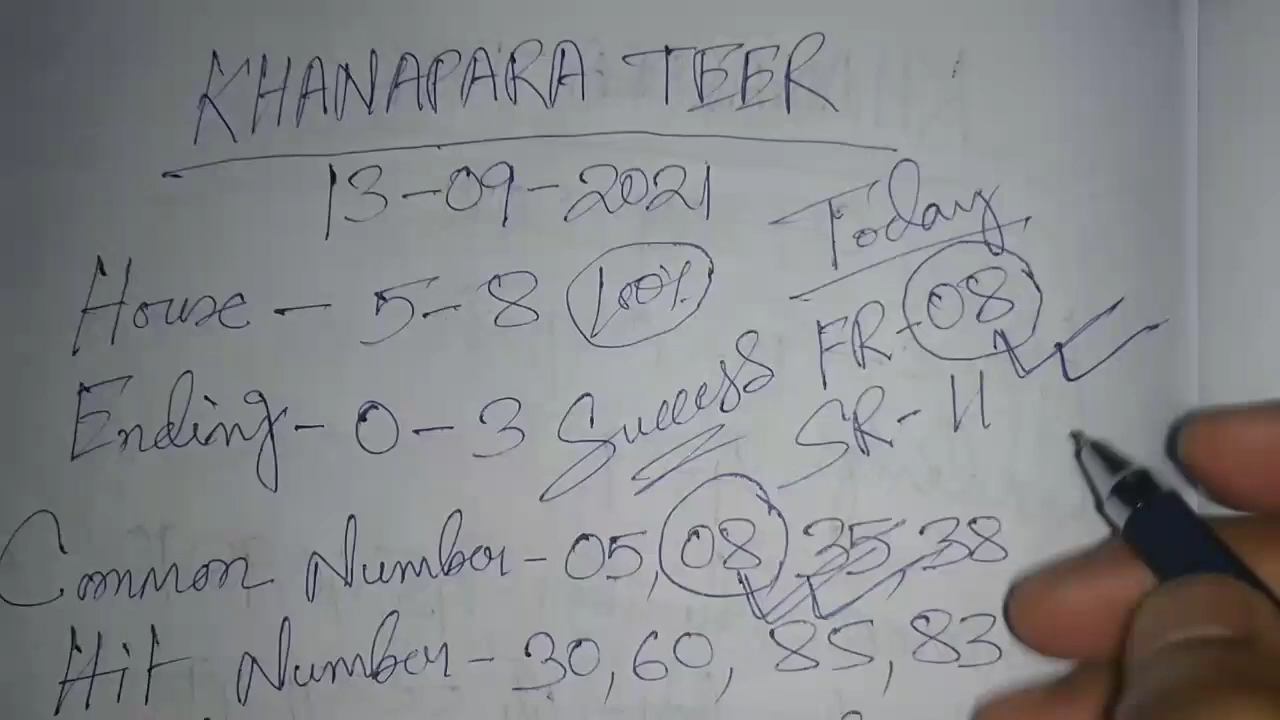 KHANAPARA TEER
13-09-2021
Today
House - 5-8 100%
FR-08
Ending - 0-3 Success
SR-11
Common Number - 05, 08, 35, 38
Hit Number - 30, 60, 85, 83